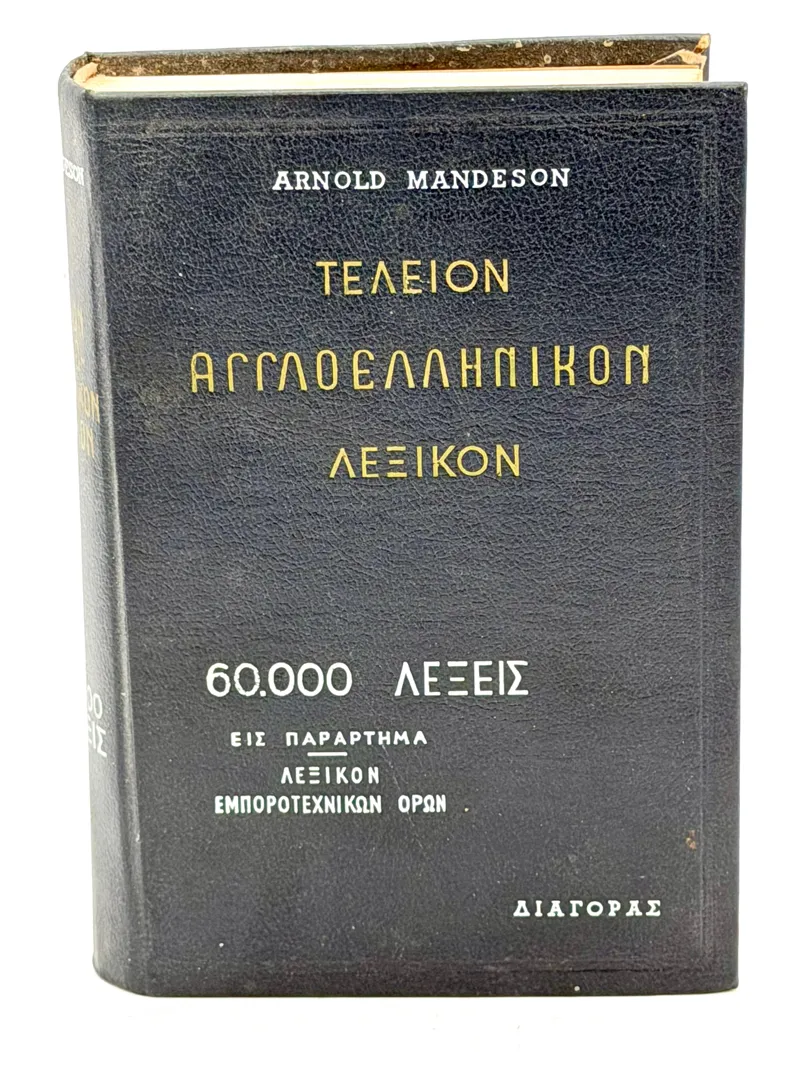 ARNOLD MANDESON
ΤΕΛΕΙΟΝ
ΑΓΓΛΟΕΛΛΗΝΙΚΟΝ
ΛΕΞΙΚΟΝ
60.000 ΛΕΞΕΙΣ
ΕΙΣ ΠΑΡΑΡΤΗΜΑ
ΛΕΞΙΚΟΝ
ΕΜΠΟΡΟΤΕΧΝΙΚΩΝ ΟΡΩΝ
ΔΙΑΓΟΡΑΣ